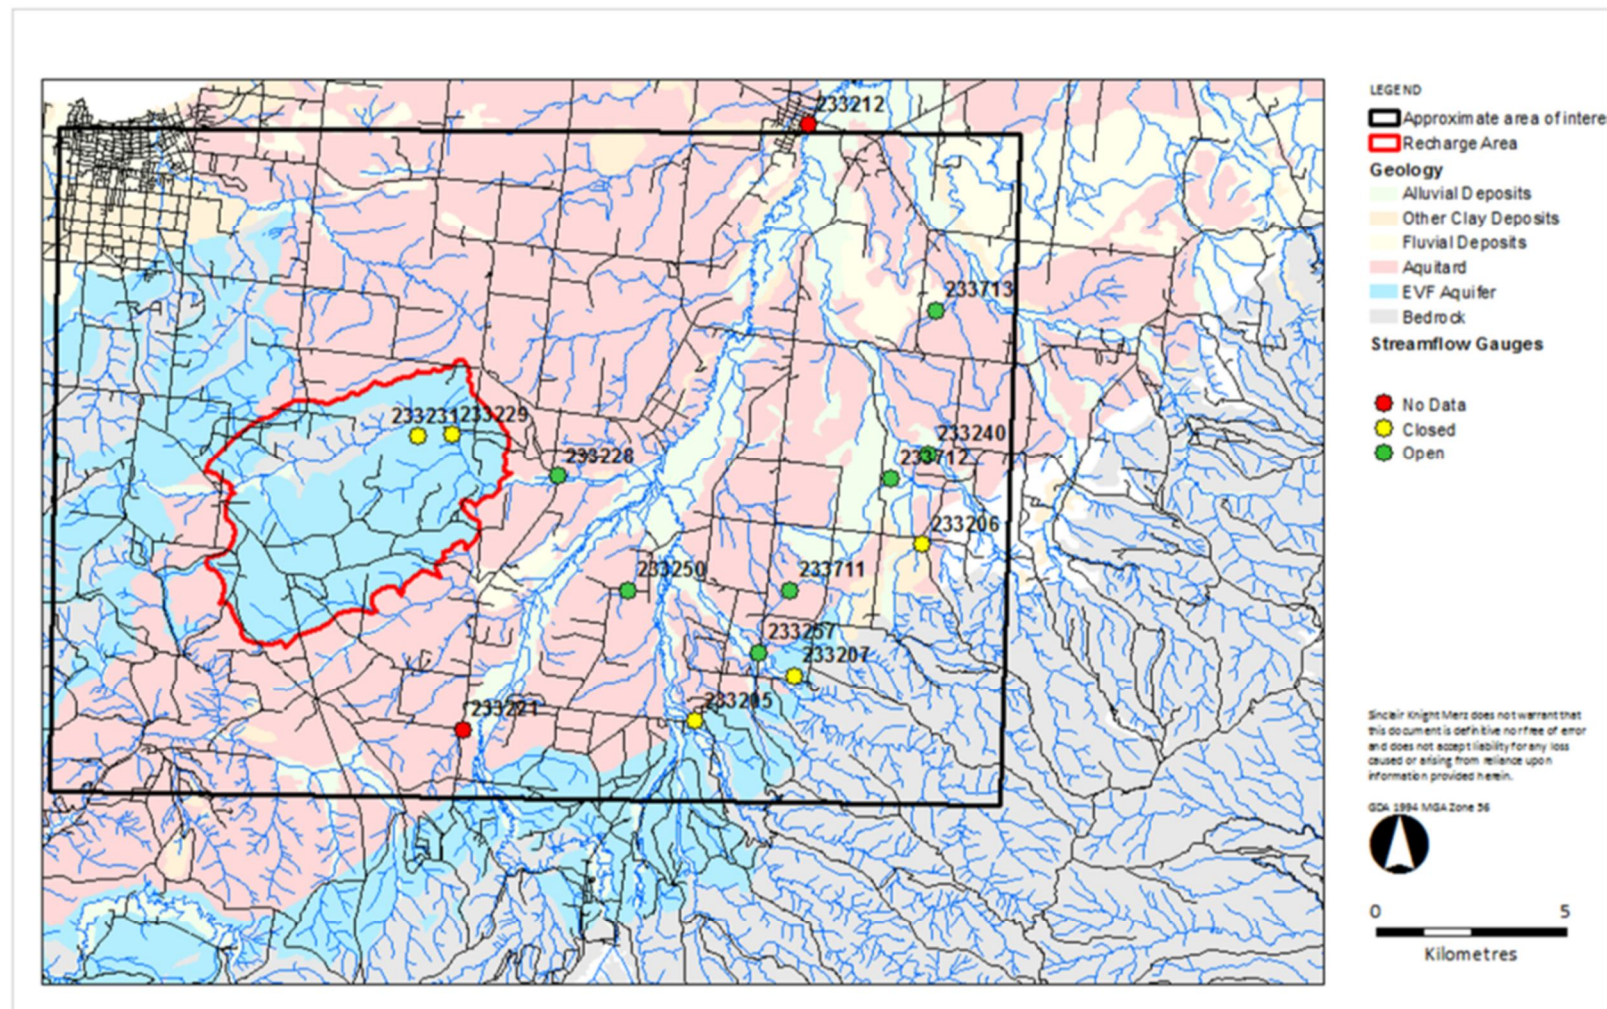 233212
233713
233231
233229
233240
233228
233712
233206
233250
233711
233257
233207
233205
233221
LEGEND
Approximate area of intere
Recharge Area
Geology
Alluvial Deposits
Other Clay Deposits
Fluvial Deposits
Aquitard
EVF Aquifer
Bedrock
Streamflow Gauges
No Data
Closed
Open
Sinclair Knight Merz does not warrant that
this document is definitive nor free of error
and does not accept liability for any loss
caused or arising from reliance upon
information provided herein.
GDA 1994 MGA Zone 56
0 5
Kilometres